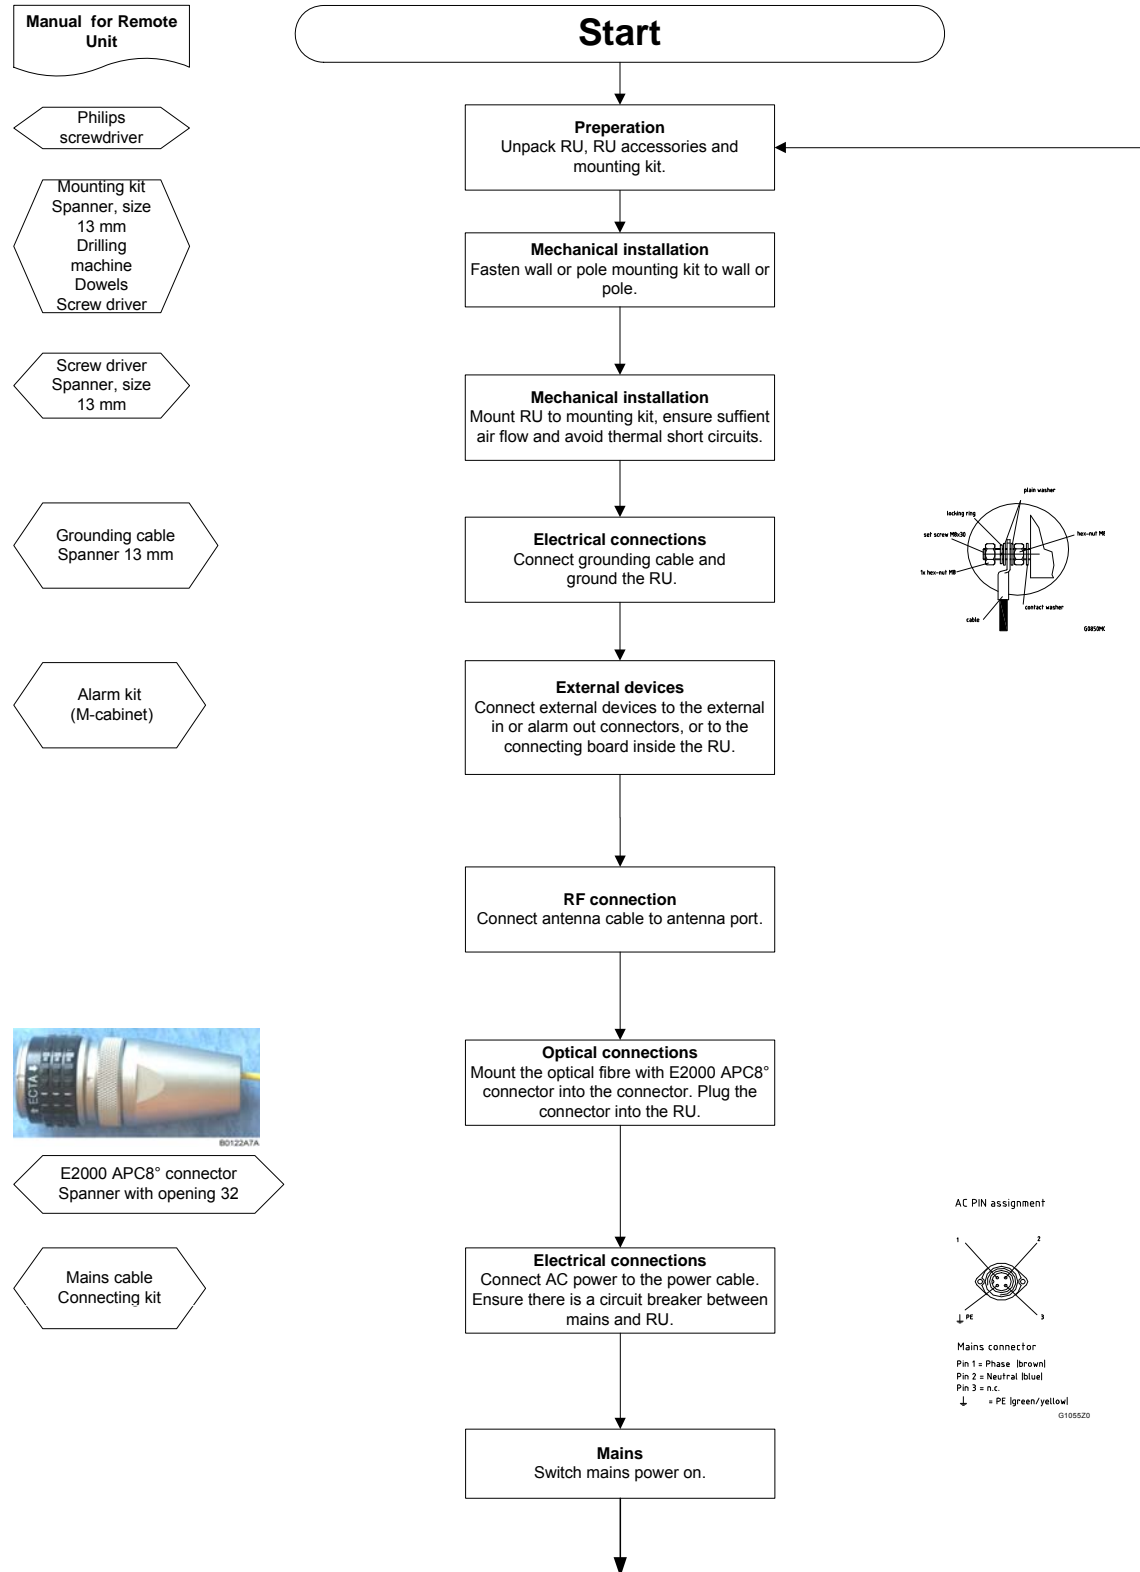 Manual for Remote
Unit
Start
Philips
screwdriver
Preperation
Unpack RU, RU accessories and
mounting kit.
Mounting kit
Spanner, size
13 mm
Drilling
machine
Dowels
Screw driver
Mechanical installation
Fasten wall or pole mounting kit to wall or
pole.
Screw driver
Spanner, size
13 mm
Mechanical installation
Mount RU to mounting kit, ensure suffient
air flow and avoid thermal short circuits.
Grounding cable
Spanner 13 mm
Electrical connections
Connect grounding cable and
ground the RU.
plain washer
locking ring
set screw M8x30
hex-nut M8
1x hex-nut M8
contact washer
cable
G0850M0
Alarm kit
(M-cabinet)
External devices
Connect external devices to the external
in or alarm out connectors, or to the
connecting board inside the RU.
RF connection
Connect antenna cable to antenna port.
ECTA
B0122A7A
Optical connections
Mount the optical fibre with E2000 APC8°
connector into the connector. Plug the
connector into the RU.
E2000 APC8° connector
Spanner with opening 32
Mains cable
Connecting kit
Electrical connections
Connect AC power to the power cable.
Ensure there is a circuit breaker between
mains and RU.
AC PIN assignment
1
2
PE
3
Mains connector
Pin 1 = Phase |brown|
Pin 2 = Neutral |blue|
Pin 3 = n.c.
= PE |green/yellow|
G1055Z0
Mains
Switch mains power on.